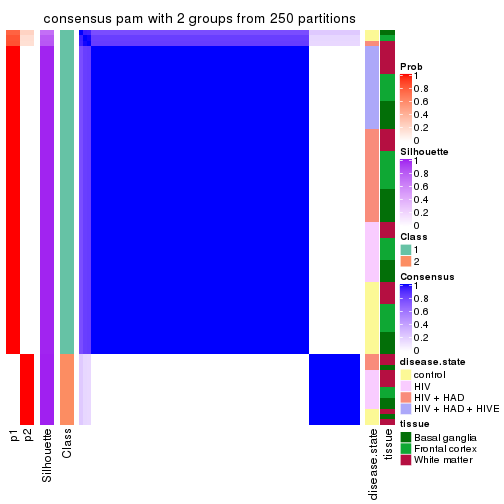 consensus pam with 2 groups from 250 partitions
Prob
1
0.8
0.6
0.4
0.2
0
Silhouette
1
0.8
0.6
0.4
0.2
0
Class
1
2
Consensus
1
0.8
0.6
0.4
0.2
0
disease.state
control
HIV
HIV + HAD
HIV + HAD + HIVE
tissue
Basal ganglia
Frontal cortex
White matter
p1
p2
Silhouette
Class
disease.state
tissue